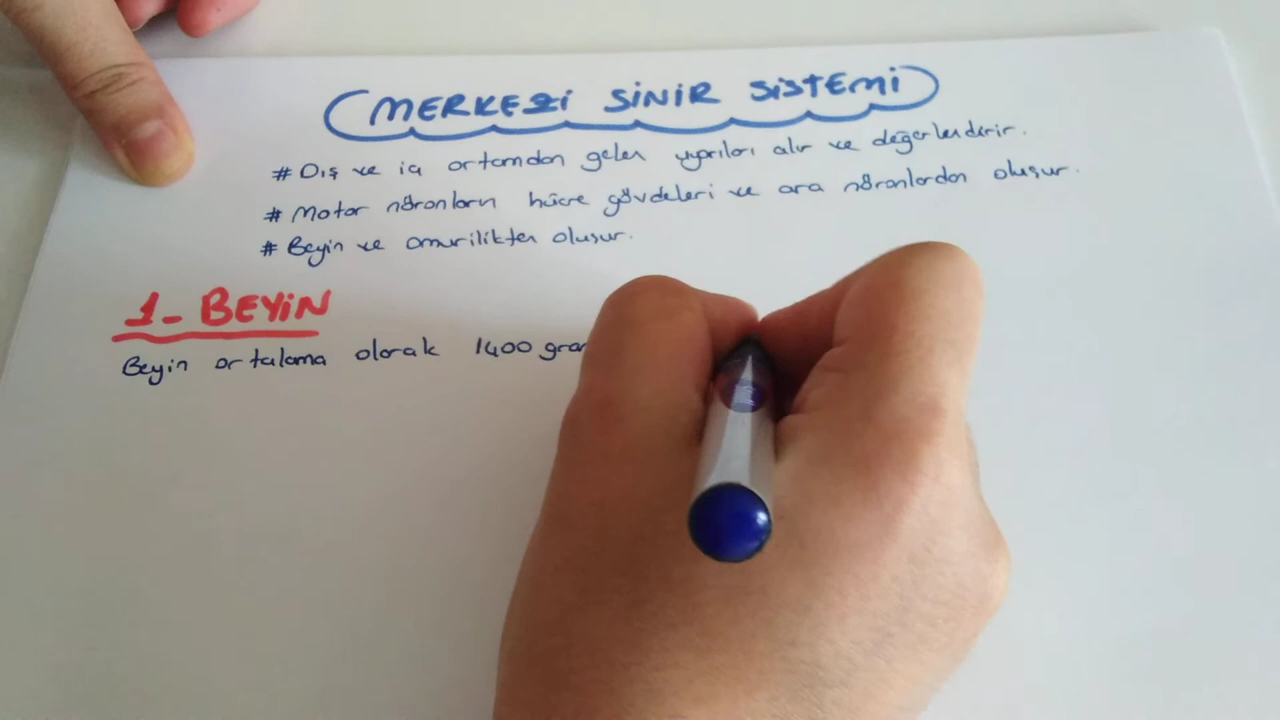 MERKEZİ SİNİR SİSTEMİ
# Dış ve iç ortamdan gelen uyarıları alır ve değerlendirir.
# Motor nöronların hücre gövdeleri ve ara nöronlardan oluşur.
# Beyin ve omurilikten oluşur.
1- BEYİN
Beyin ortalama olarak 1400 gram